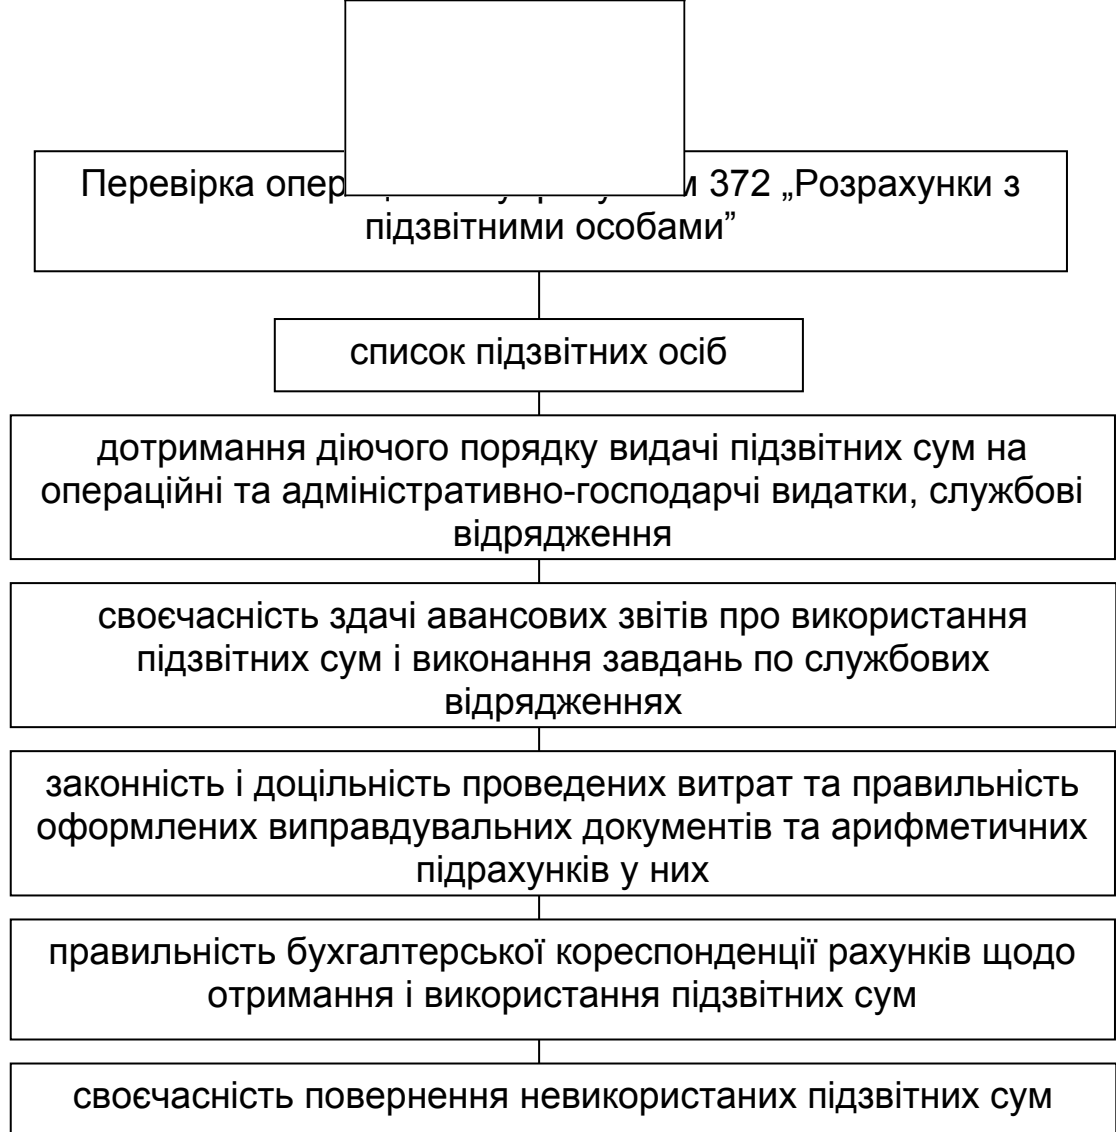 Перевірка опер м 372 „Розрахунки з
підзвітними особами”
список підзвітних осіб
дотримання діючого порядку видачі підзвітних сум на
операційні та адміністративно-господарчі видатки, службові
відрядження
своєчасність здачі авансових звітів про використання
підзвітних сум і виконання завдань по службових
відрядженнях
законність і доцільність проведених витрат та правильність
оформлених виправдувальних документів та арифметичних
підрахунків у них
правильність бухгалтерської кореспонденції рахунків щодо
отримання і використання підзвітних сум
своєчасність повернення невикористаних підзвітних сум